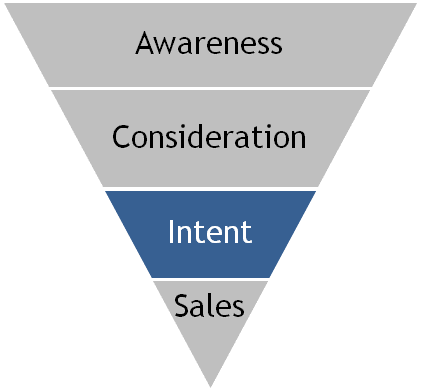 Awareness
Consideration
Intent
Sales